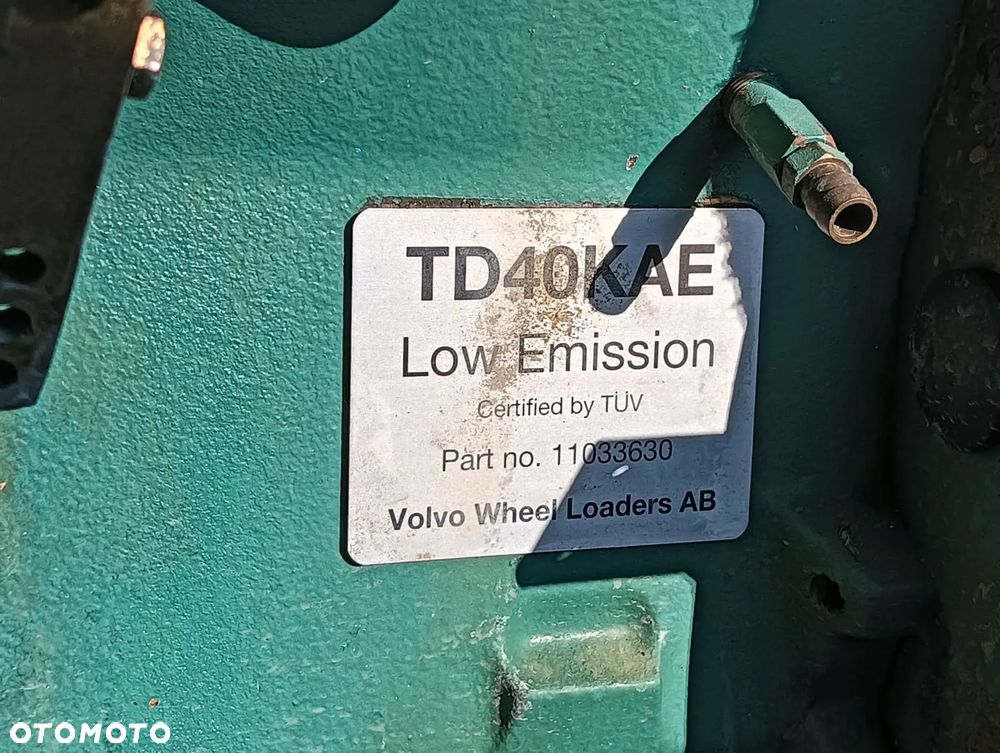 TD40KAE
Low Emission
Certified by TÜV
Part no. 11033630
Volvo Wheel Loaders AB
OTOMOTO